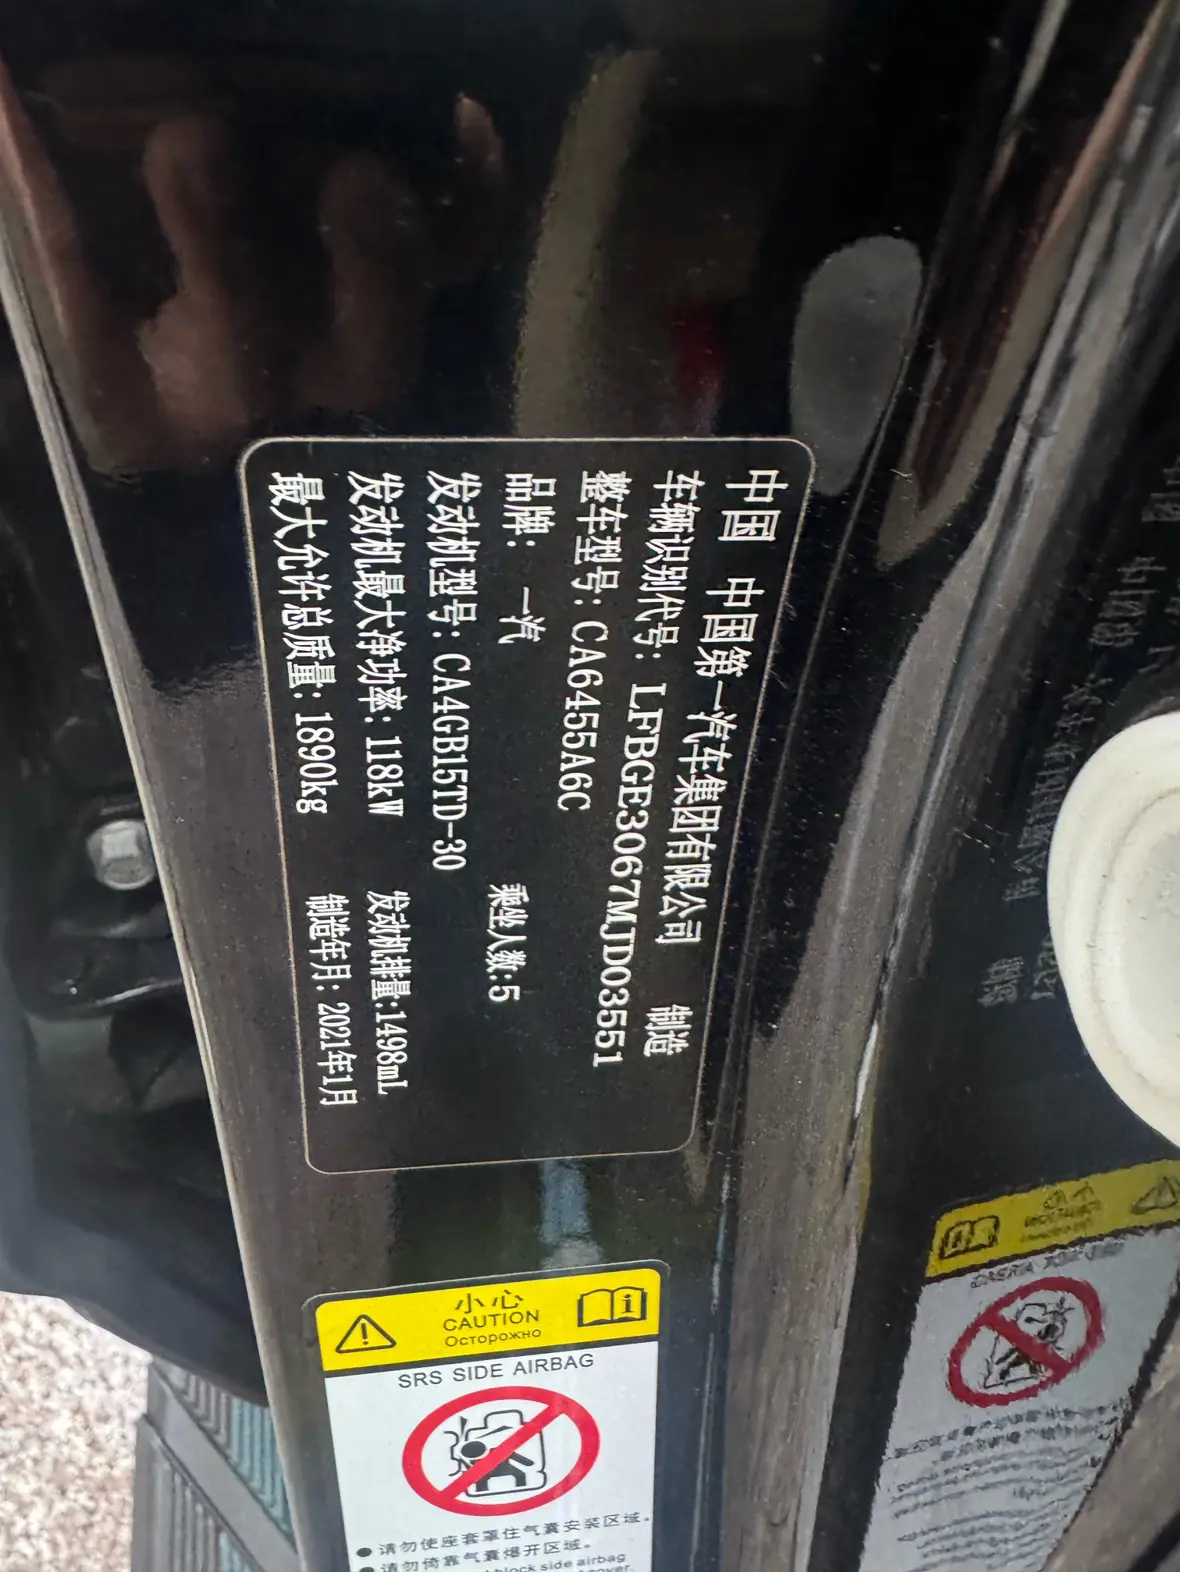 中国 中国第一汽车集团有限公司 制造
车辆识别代号: LFBGE3067MJD03551
整车型号: CA6455A6C
品牌: 一汽 乘坐人数:5
发动机型号: CA4GB15TD-30
发动机最大净功率: 118kW 发动机排量:1498mL
最大允许总质量: 1890kg 制造年月: 2021年1月
小心
CAUTION
Осторожно
SRS SIDE AIRBAG
●请勿使座套罩住气囊安装区域。
●请勿倚靠气囊爆开区域。
block side airbag